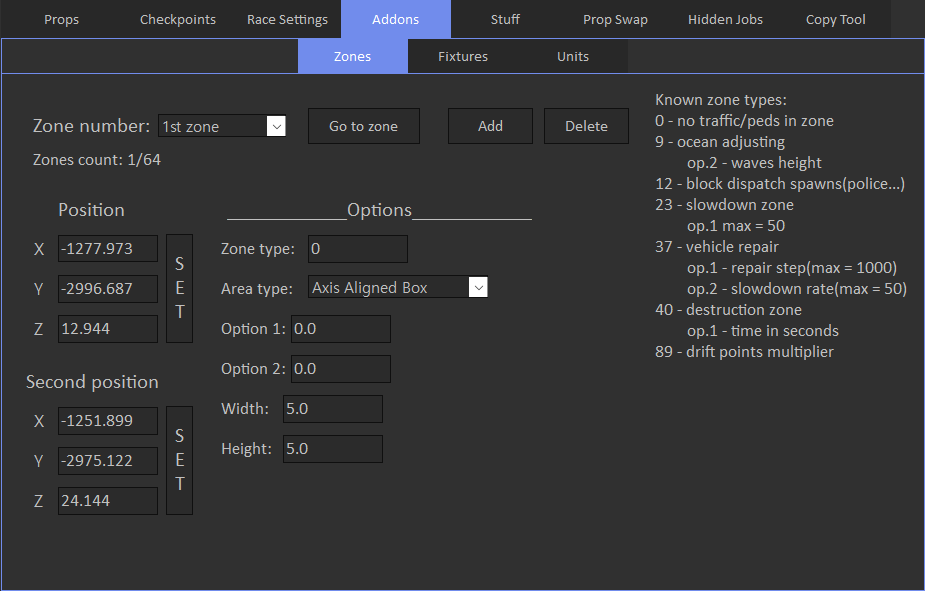 Props Checkpoints Race Settings Addons Stuff Prop Swap Hidden Jobs Copy Tool
Zones Fixtures Units
Zone number: 1st zone Go to zone Add Delete
Zones count: 1/64
Position
X -1277.973
Y -2996.687
Z 12.944
SET
Second position
X -1251.899
Y -2975.122
Z 24.144
SET
Options
Zone type: 0
Area type: Axis Aligned Box
Option 1: 0.0
Option 2: 0.0
Width: 5.0
Height: 5.0
Known zone types:
0 - no traffic/peds in zone
9 - ocean adjusting
op.2 - waves height
12 - block dispatch spawns(police...)
23 - slowdown zone
op.1 max = 50
37 - vehicle repair
op.1 - repair step(max = 1000)
op.2 - slowdown rate(max = 50)
40 - destruction zone
op.1 - time in seconds
89 - drift points multiplier